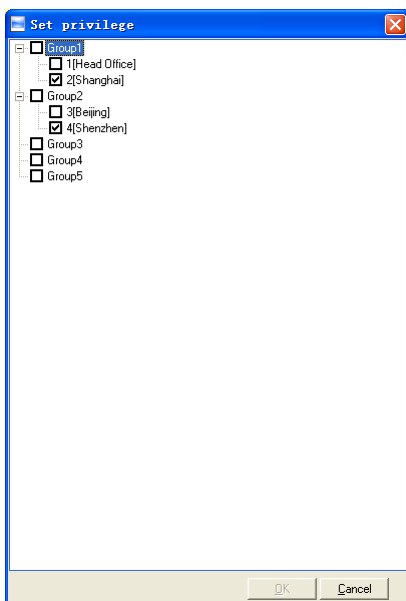 Set privilege
Group1
1[Head Office]
2[Shanghai]
Group2
3[Beijing]
4[Shenzhen]
Group3
Group4
Group5
OK Cancel